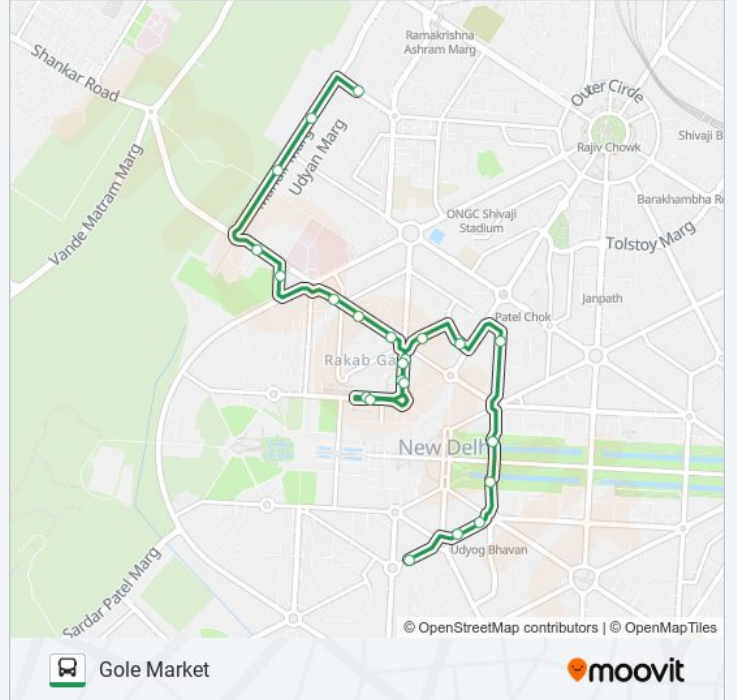 Ramakrishna
Ashram Marg
Shankar Road
Outer Circle
Rajiv Chowk
Shivaji B
Udyan Marg
Vande Matram Marg
Barakhambha R
ONGC Shivaji
Stadium
Tolstoy Marg
Janpath
Patel Chok
Rakab Ga
New Delh
Udyog Bhavan
Sardar Patel Marg
© OpenStreetMap contributors | © OpenMapTiles
Gole Market
moovit